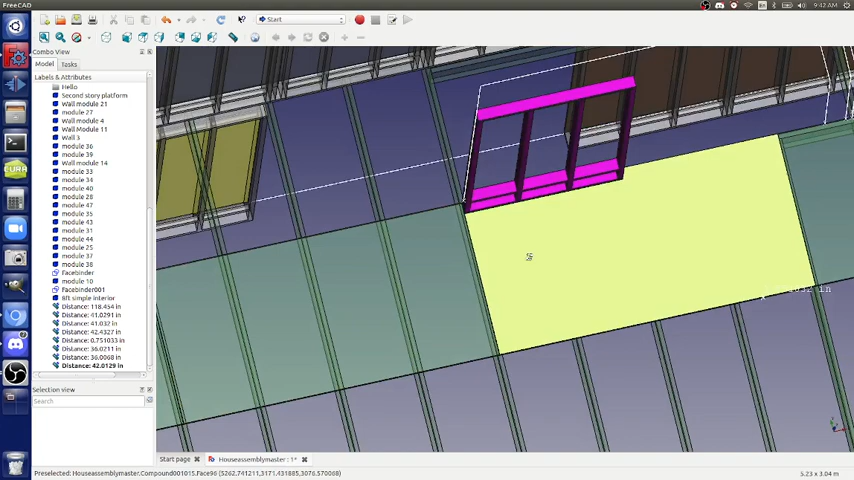 FreeCAD
En
9:42 AM
Start
Combo View
Model Tasks
Labels & Attributes
Hello
Second story platform
Wall module 21
module 27
Wall module 4
Wall Module 11
Wall 3
module 36
module 39
Wall module 14
module 33
module 34
module 40
module 28
module 47
module 35
module 43
module 31
module 44
module 25
module 37
module 38
Facebinder
module 10
Facebinder001
8ft simple interior
Distance: 118.454 in
Distance: 41.0291 in
Distance: 41.032 in
Distance: 42.4327 in
Distance: 0.751033 in
Distance: 36.0211 in
Distance: 36.0068 in
Distance: 42.0129 in
Selection view
Search
CURA
Start page
Houseassemblymaster : 1*
Preselected: Houseassemblymaster.Compound001015.Face96 (5262.741211,3171.431885,3076.570068)
5.23 x 3.04 m